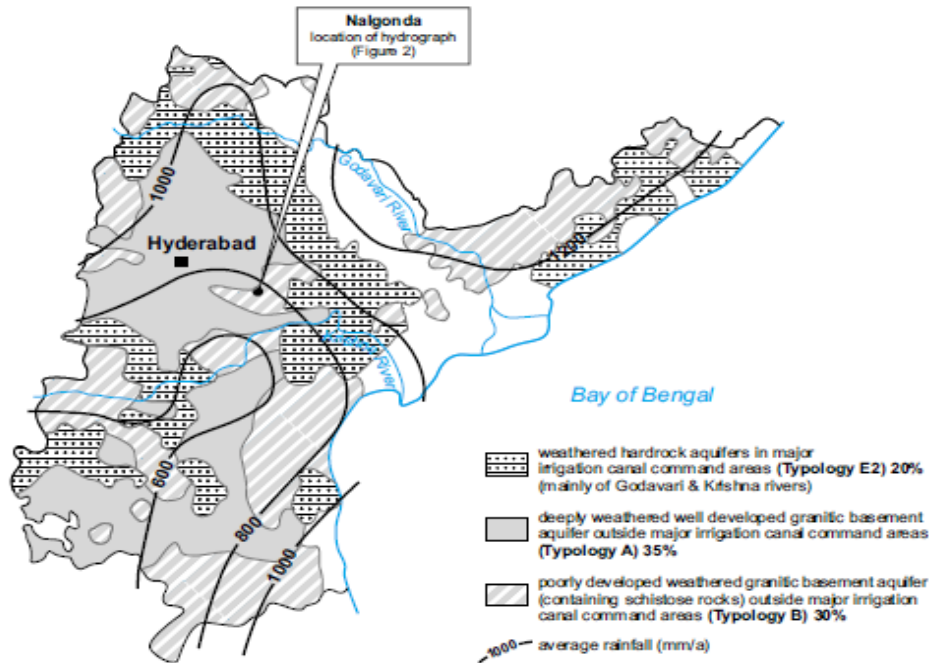 Nalgonda
location of hydrograph
(Figure 2)
Godavari River
1000
Hyderabad
1200
Krishna River
Bay of Bengal
600
800
1000
weathered hardrock aquifers in major
irrigation canal command areas (Typology E2) 20%
(mainly of Godavari & Krishna rivers)
deeply weathered well developed granitic basement
aquifer outside major irrigation canal command areas
(Typology A) 35%
poorly developed weathered granitic basement aquifer
(containing schistose rocks) outside major irrigation
canal command areas (Typology B) 30%
1000 average rainfall (mm/a)